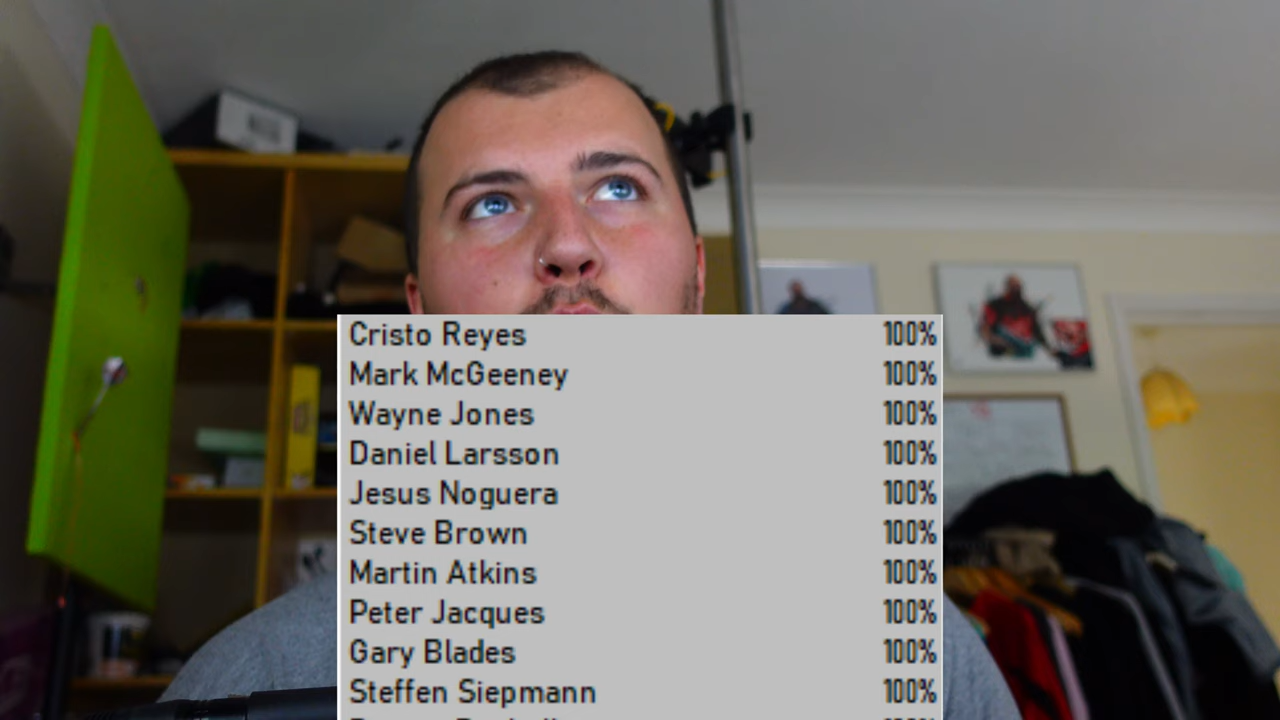 Cristo Reyes 100%
Mark McGeeney 100%
Wayne Jones 100%
Daniel Larsson 100%
Jesus Noguera 100%
Steve Brown 100%
Martin Atkins 100%
Peter Jacques 100%
Gary Blades 100%
Steffen Siepmann 100%